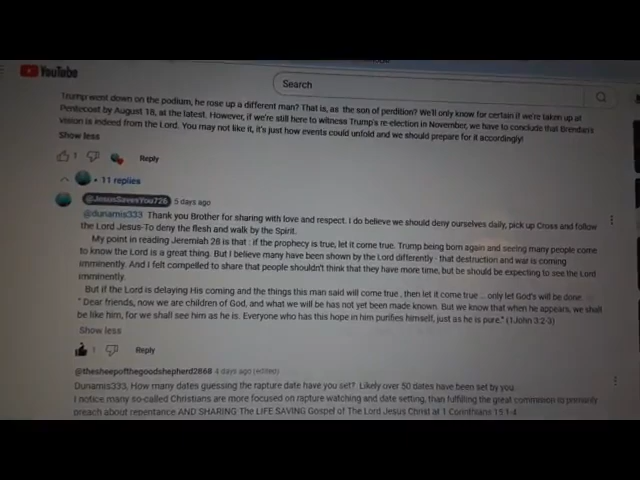 YouTube
Search
Trump went down on the podium, he rose up a different man? That is, as the son of perdition? We'll only know for certain if we're taken up at
Pentecost by August 18, at the latest. However, if we're still here to witness Trump's re-election in November, we have to conclude that Brendan's
vision is indeed from the Lord. You may not like it, it's just how events could unfold and we should prepare for it accordingly!
Show less
1 Reply
• 11 replies
@JesusSavesYou726 5 days ago
@dunamis333 Thank you Brother for sharing with love and respect. I do believe we should deny ourselves daily, pick up Cross and follow
the Lord Jesus-To deny the flesh and walk by the Spirit.
My point in reading Jeremiah 28 is that : if the prophecy is true, let it come true. Trump being born again and seeing many people come
to know the Lord is a great thing. But I believe many have been shown by the Lord differently - that destruction and war is coming
imminently. And I felt compelled to share that people shouldn't think that they have more time, but be should be expecting to see the Lord
imminently.
But if the Lord is delaying His coming and the things this man said will come true , then let it come true ... only let God's will be done.
" Dear friends, now we are children of God, and what we will be has not yet been made known. But we know that when he appears, we shall
be like him, for we shall see him as he is. Everyone who has this hope in him purifies himself, just as he is pure." (1John 3:2-3)
Show less
1 Reply
@thesheepofthegoodshepherd2868 4 days ago (edited)
Dunamis333, How many dates guessing the rapture date have you set? Likely over 50 dates have been set by you.
I notice many so-called Christians are more focused on rapture watching and date setting, than fulfilling the great commission to primarily
preach about repentance AND SHARING The LIFE SAVING Gospel of The Lord Jesus Christ at 1 Corinthians 15:1-4